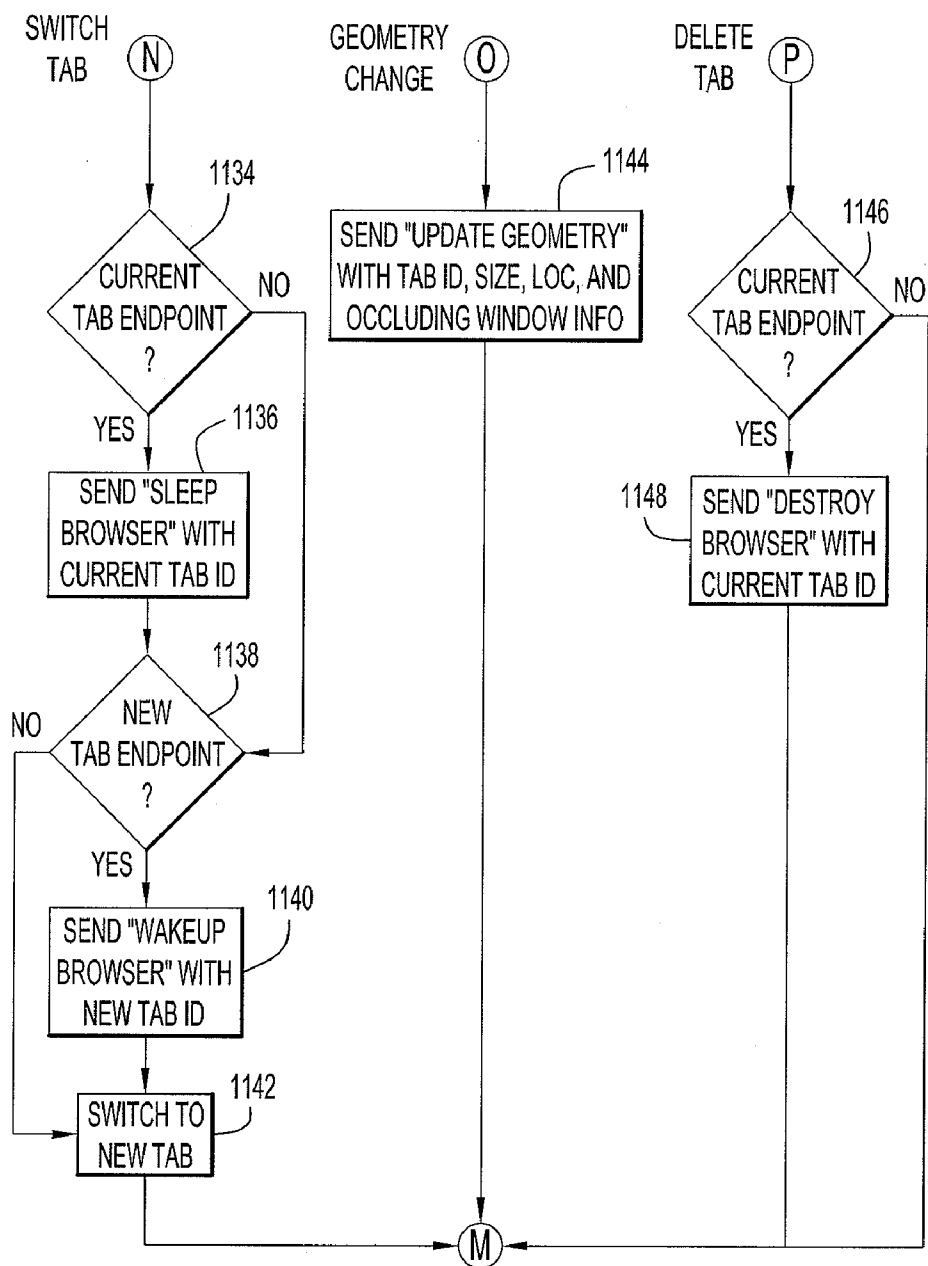 SWITCH
TAB
N
1134
CURRENT
TAB ENDPOINT
?
NO
YES
1136
SEND "SLEEP
BROWSER" WITH
CURRENT TAB ID
1138
NO
NEW
TAB ENDPOINT
?
YES
1140
SEND "WAKEUP
BROWSER" WITH
NEW TAB ID
1142
SWITCH TO
NEW TAB
GEOMETRY
CHANGE
O
1144
SEND "UPDATE GEOMETRY"
WITH TAB ID, SIZE, LOC, AND
OCCLUDING WINDOW INFO
DELETE
TAB
P
1146
CURRENT
TAB ENDPOINT
?
NO
YES
1148
SEND "DESTROY
BROWSER" WITH
CURRENT TAB ID
M